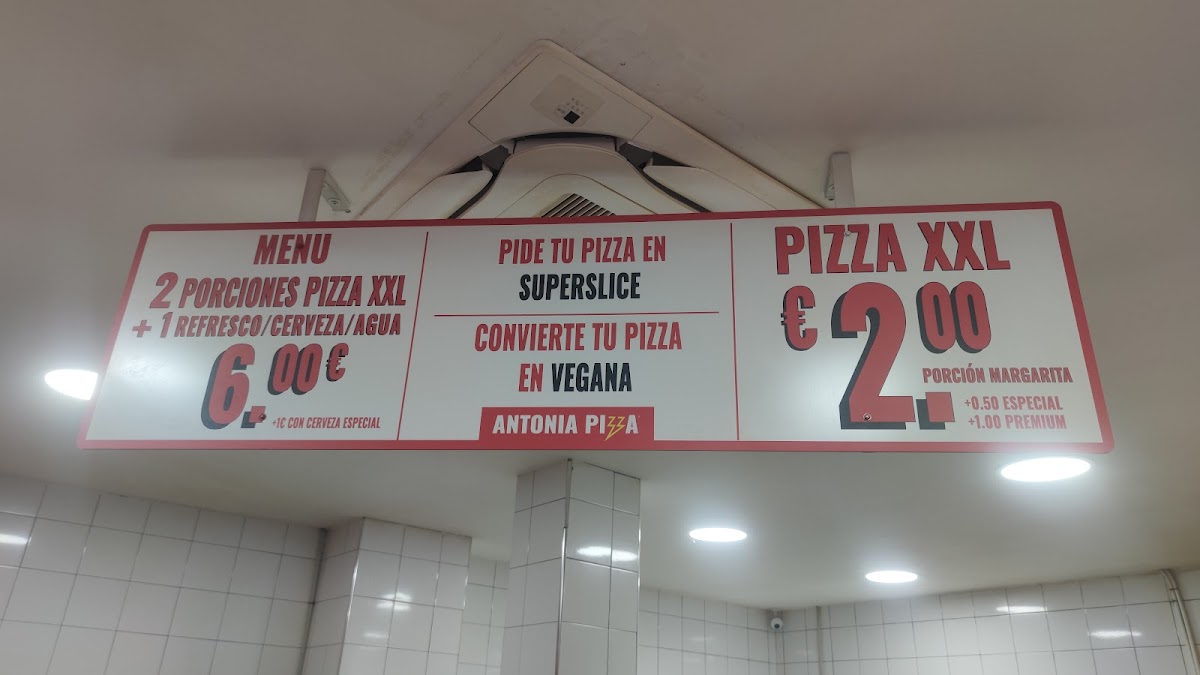 MENU
2 PORCIONES PIZZA XXL
+ 1 REFRESCO/CERVEZA/AGUA
6.00€
+1€ CON CERVEZA ESPECIAL
PIDE TU PIZZA EN
SUPERSLICE
CONVIERTE TU PIZZA
EN VEGANA
ANTONIA PIZZA
PIZZA XXL
€ 2.00
PORCIÓN MARGARITA
+0.50 ESPECIAL
+1.00 PREMIUM